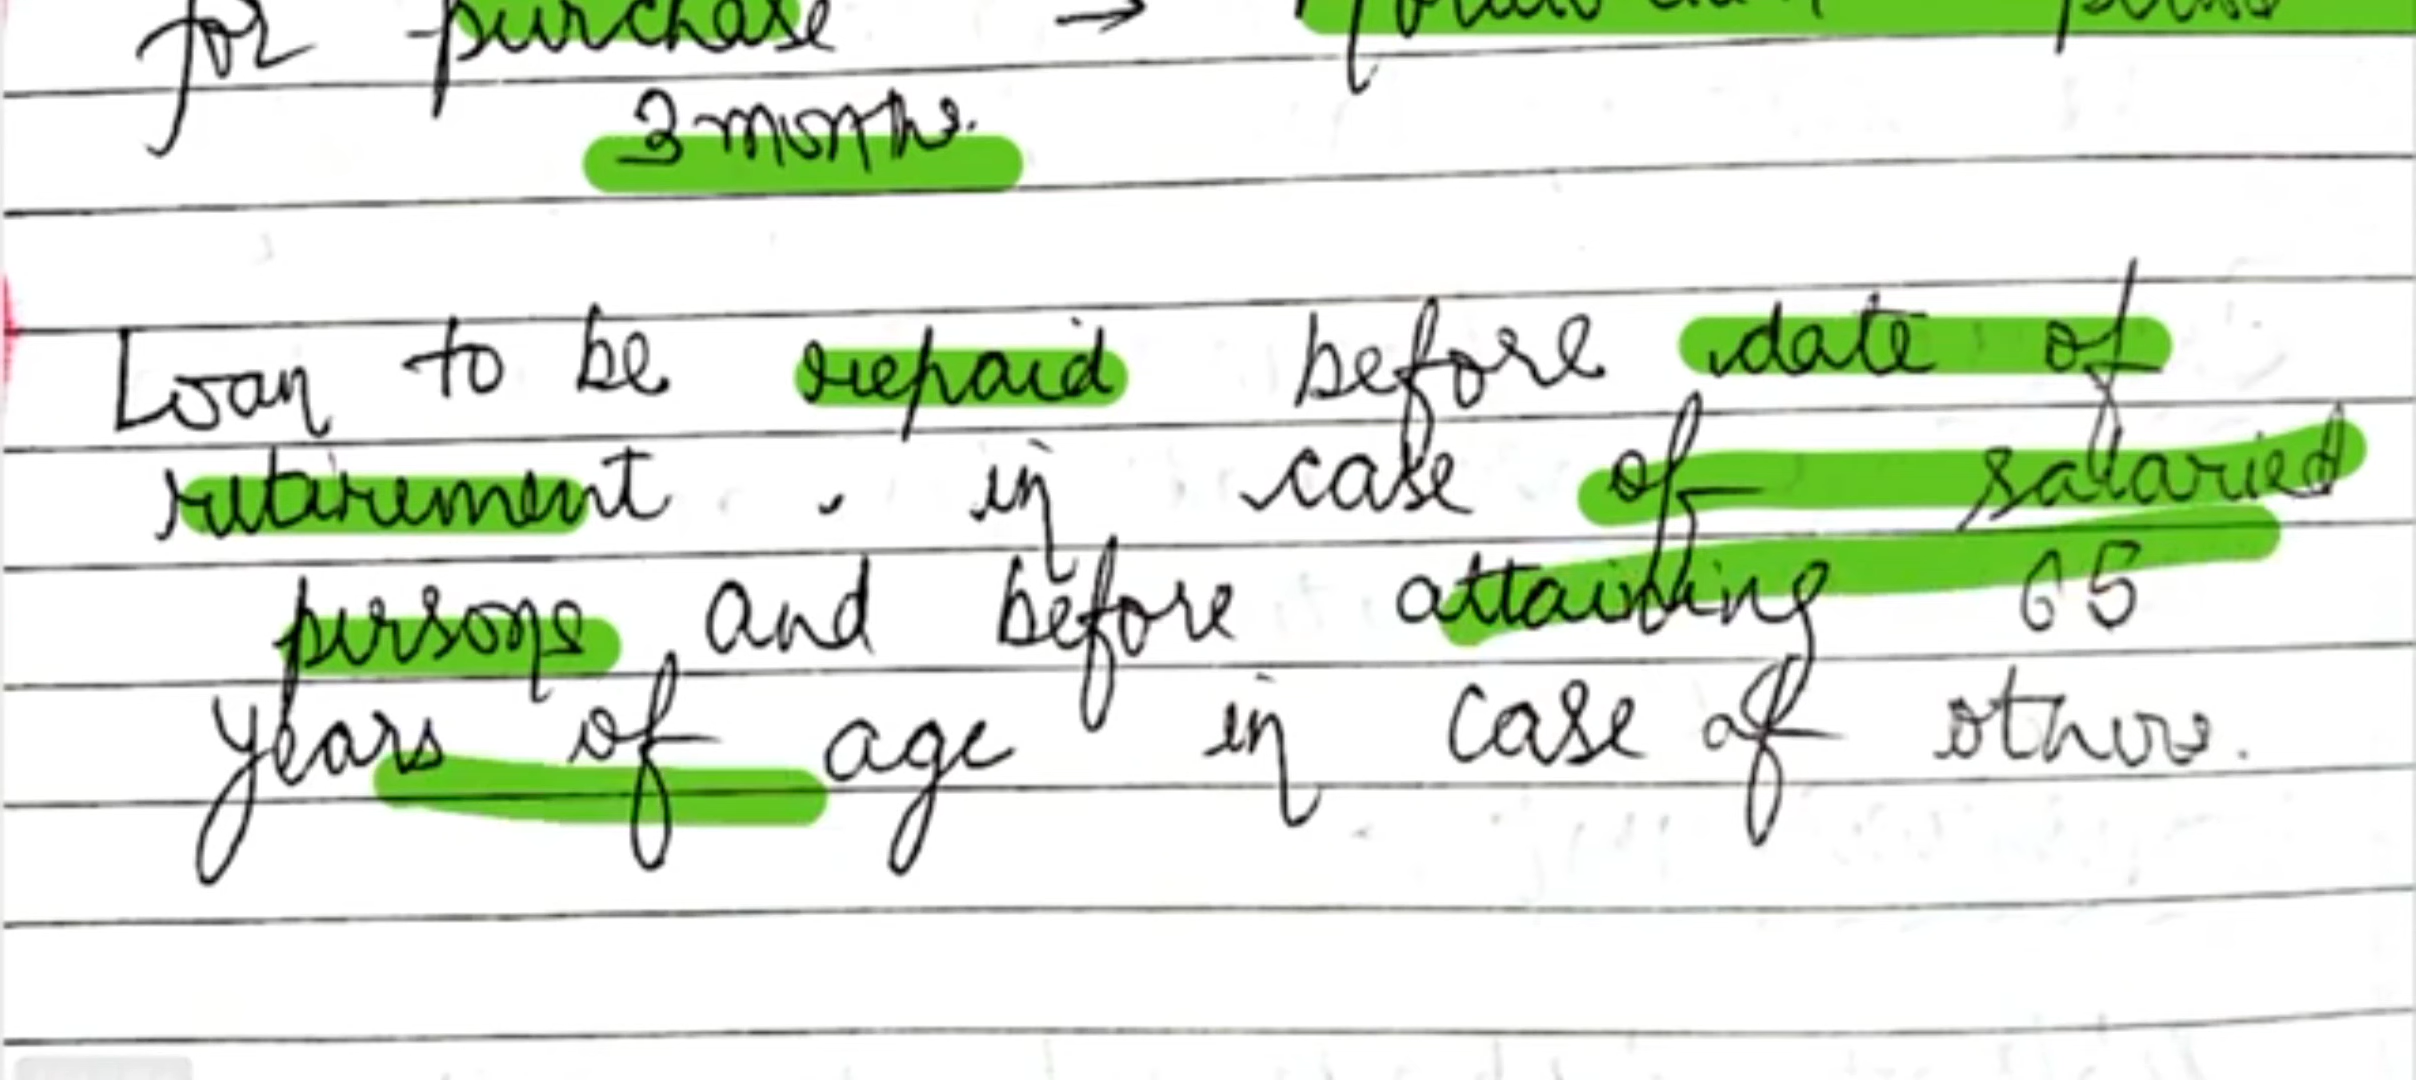 for purchase →
3 months.
Loan to be repaid before date of
retirement . in case of salaried
persons and before attaining 65
years of age in case of others.